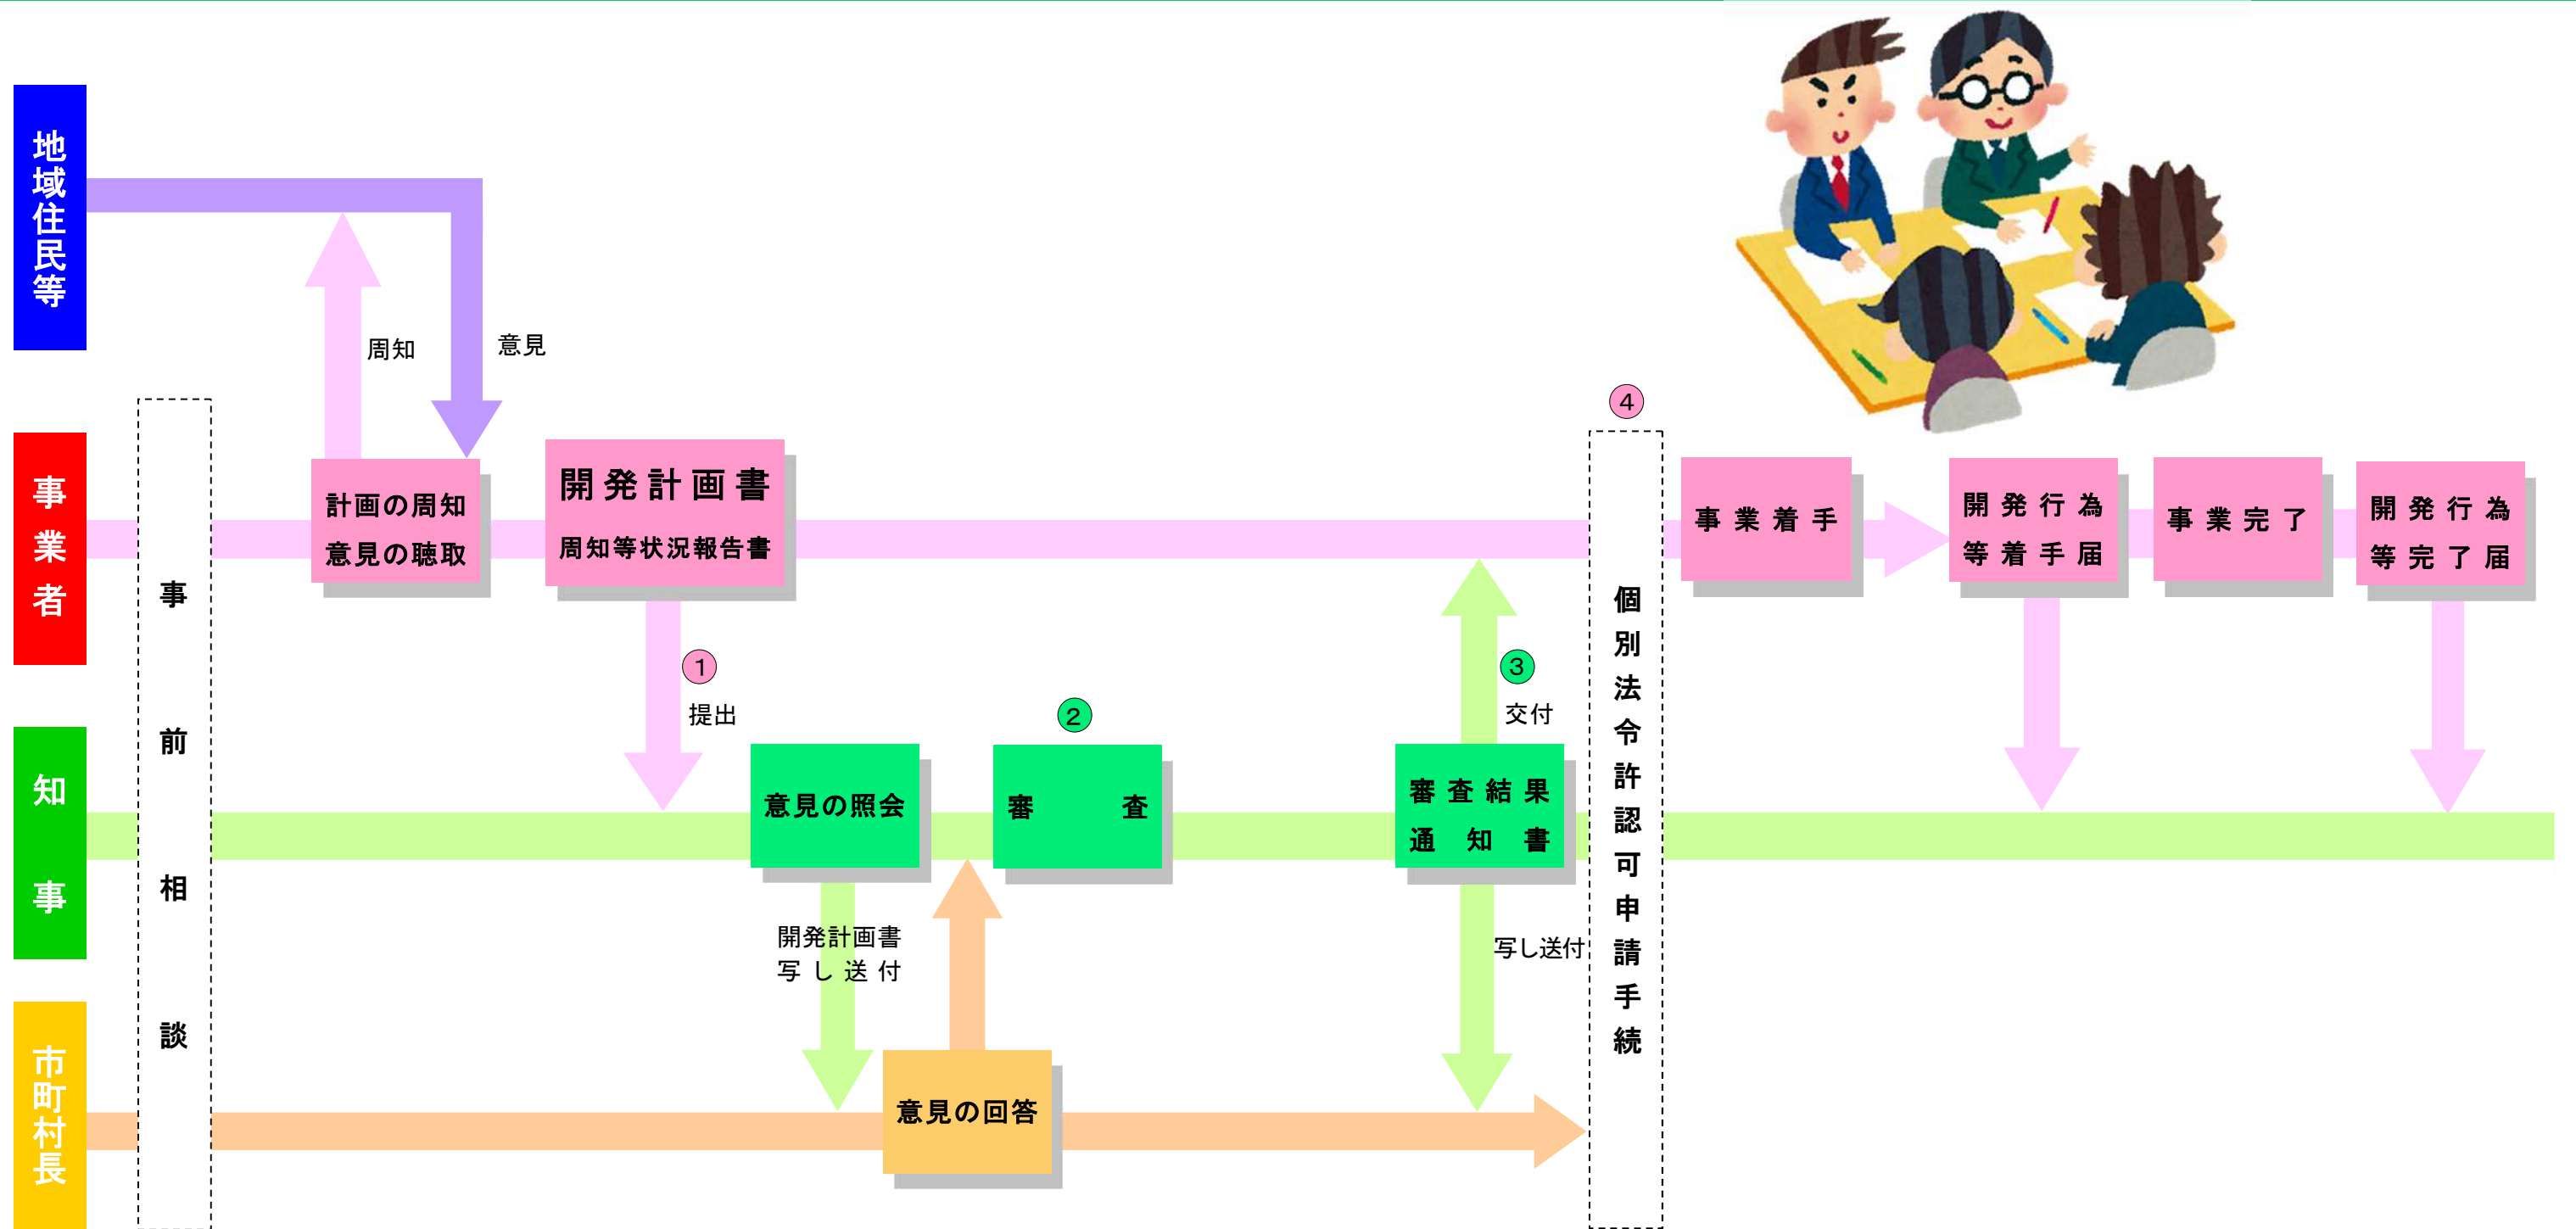 地域住民等
周知
意見
事業者
事前相談
計画の周知
意見の聴取
開発計画書
周知等状況報告書
④
個別法令許認可申請手続
事業着手
開発行為
等着手届
事業完了
開発行為
等完了届
①
提出
②
③
交付
知事
意見の照会
審査
審査結果
通知書
開発計画書
写し送付
写し送付
市町村長
意見の回答